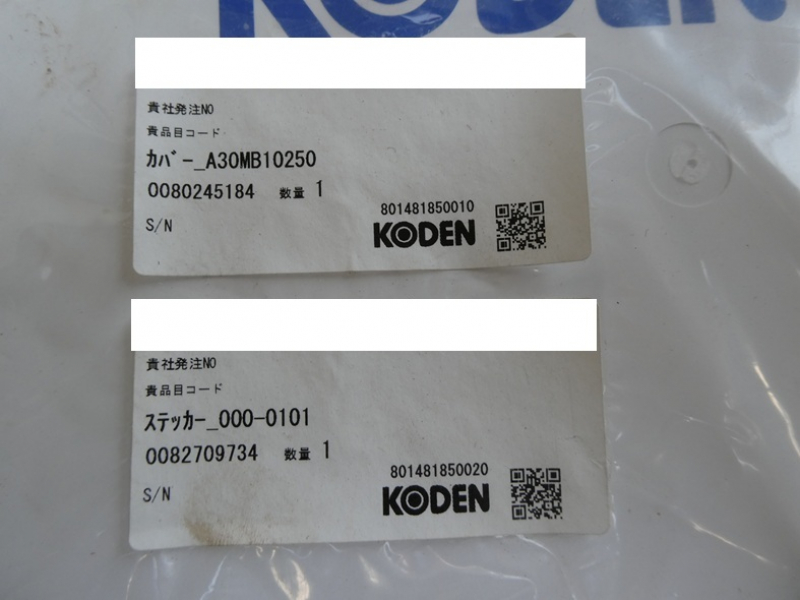 KODEN
貴社発注NO
貴品目コード
ｶﾊﾞｰ_A30MB10250
0080245184 数量 1
801481850010
S/N
KODEN
貴社発注NO
貴品目コード
ｽﾃｯｶｰ_000-0101
0082709734 数量 1
801481850020
S/N
KODEN